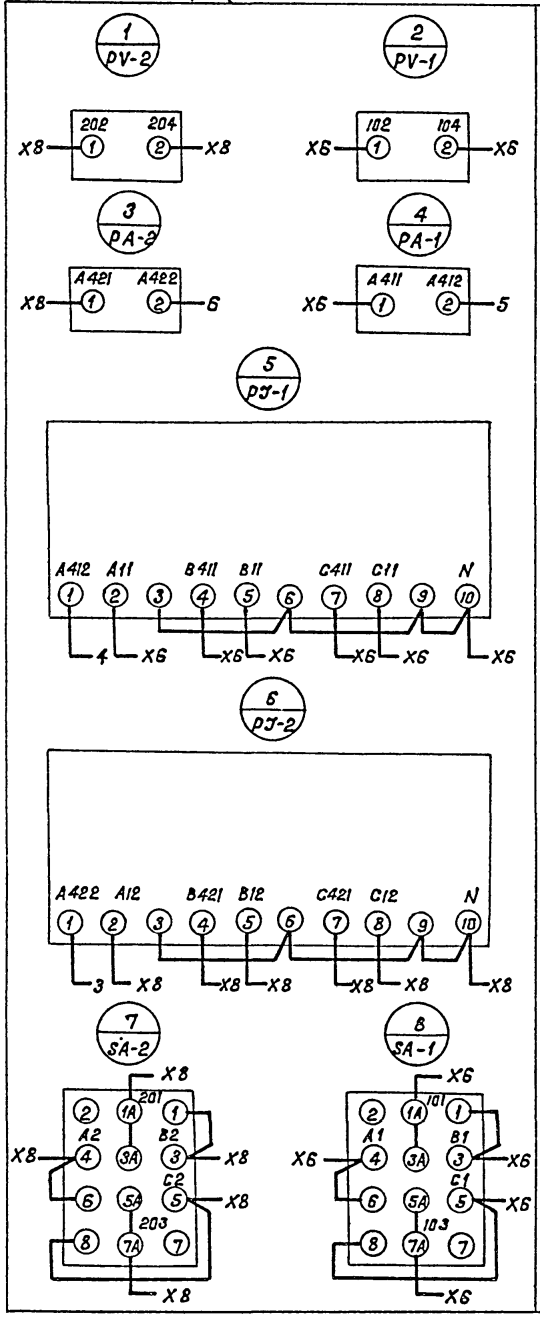 1 2
PV-2 PV-1
202 204 102 104
X8 1 2 X8 X6 1 2 X6
3 4
PA-2 PA-1
A421 A422 A411 A412
X8 1 2 6 X6 1 2 5
5
PJ-1
A412 A11 B411 B11 C411 C11 N
1 2 3 4 5 6 7 8 9 10
4 X6 X6 X6 X6 X6 X6
6
PJ-2
A422 A12 B421 B12 C421 C12 N
1 2 3 4 5 6 7 8 9 10
3 X8 X8 X8 X8 X8 X8
7 8
SA-2 SA-1
X8 X6
201 101
2 1A 1 2 1A 1
A2 B2 A1 B1
X8 4 3A 3 X8 X6 4 3A 3 X6
C2 C1
6 5A 5 X8 6 5A 5 X6
203 103
8 7A 7 8 7A 7
X8 X6